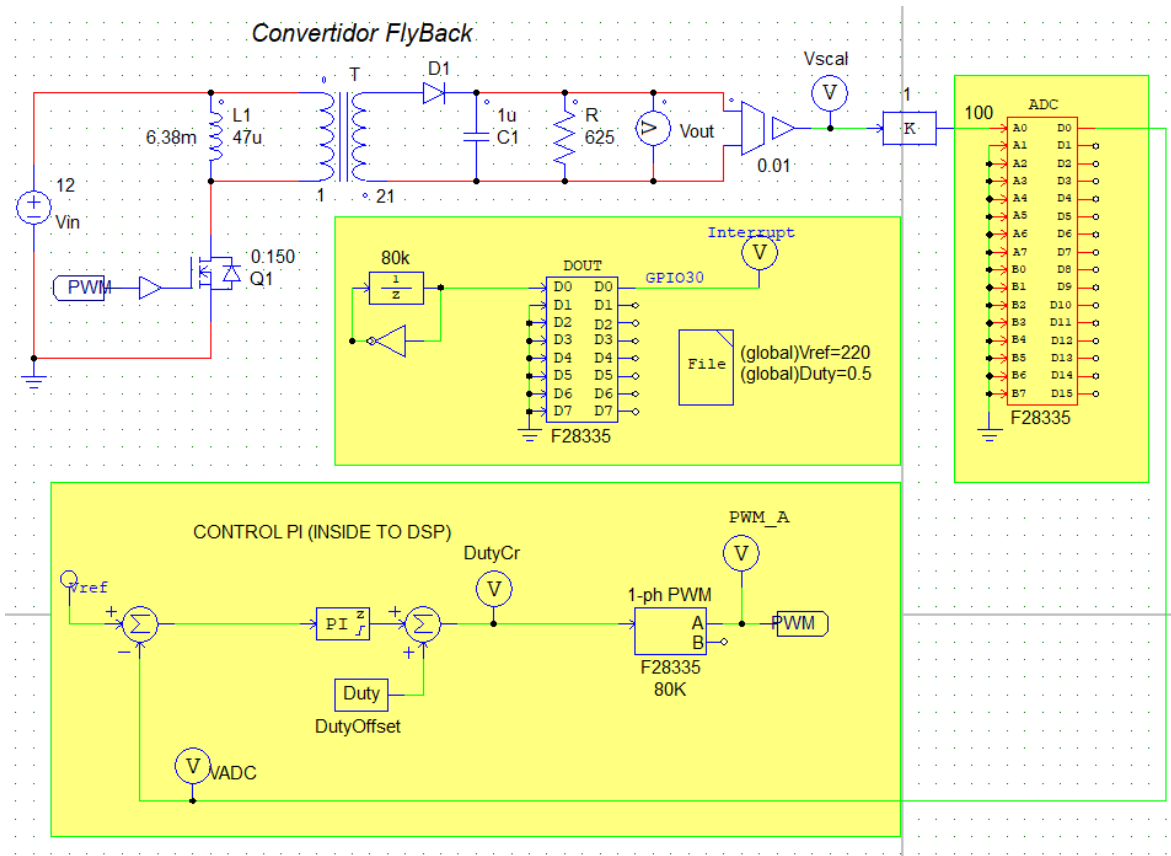 Convertidor FlyBack
T
D1
Vscal
V
1
K
100
ADC
L1
6.38m
47u
1u
C1
R
625
V
Vout
0.01
12
Vin
1
21
PWM
0.150
Q1
A0 D0
A1 D1
A2 D2
A3 D3
A4 D4
A5 D5
A6 D6
A7 D7
B0 D8
B1 D9
B2 D10
B3 D11
B4 D12
B5 D13
B6 D14
B7 D15
F28335
Interrupt
V
80k
1
z
DOUT
GPIO30
D0 D0
D1 D1
D2 D2
D3 D3
D4 D4
D5 D5
D6 D6
D7 D7
F28335
File
(global)Vref=220
(global)Duty=0.5
CONTROL PI (INSIDE TO DSP)
PWM_A
V
DutyCr
V
Vref
+
Σ
−
PI z
+
Σ
+
1-ph PWM
A
B
PWM
F28335
80K
Duty
DutyOffset
V
VADC